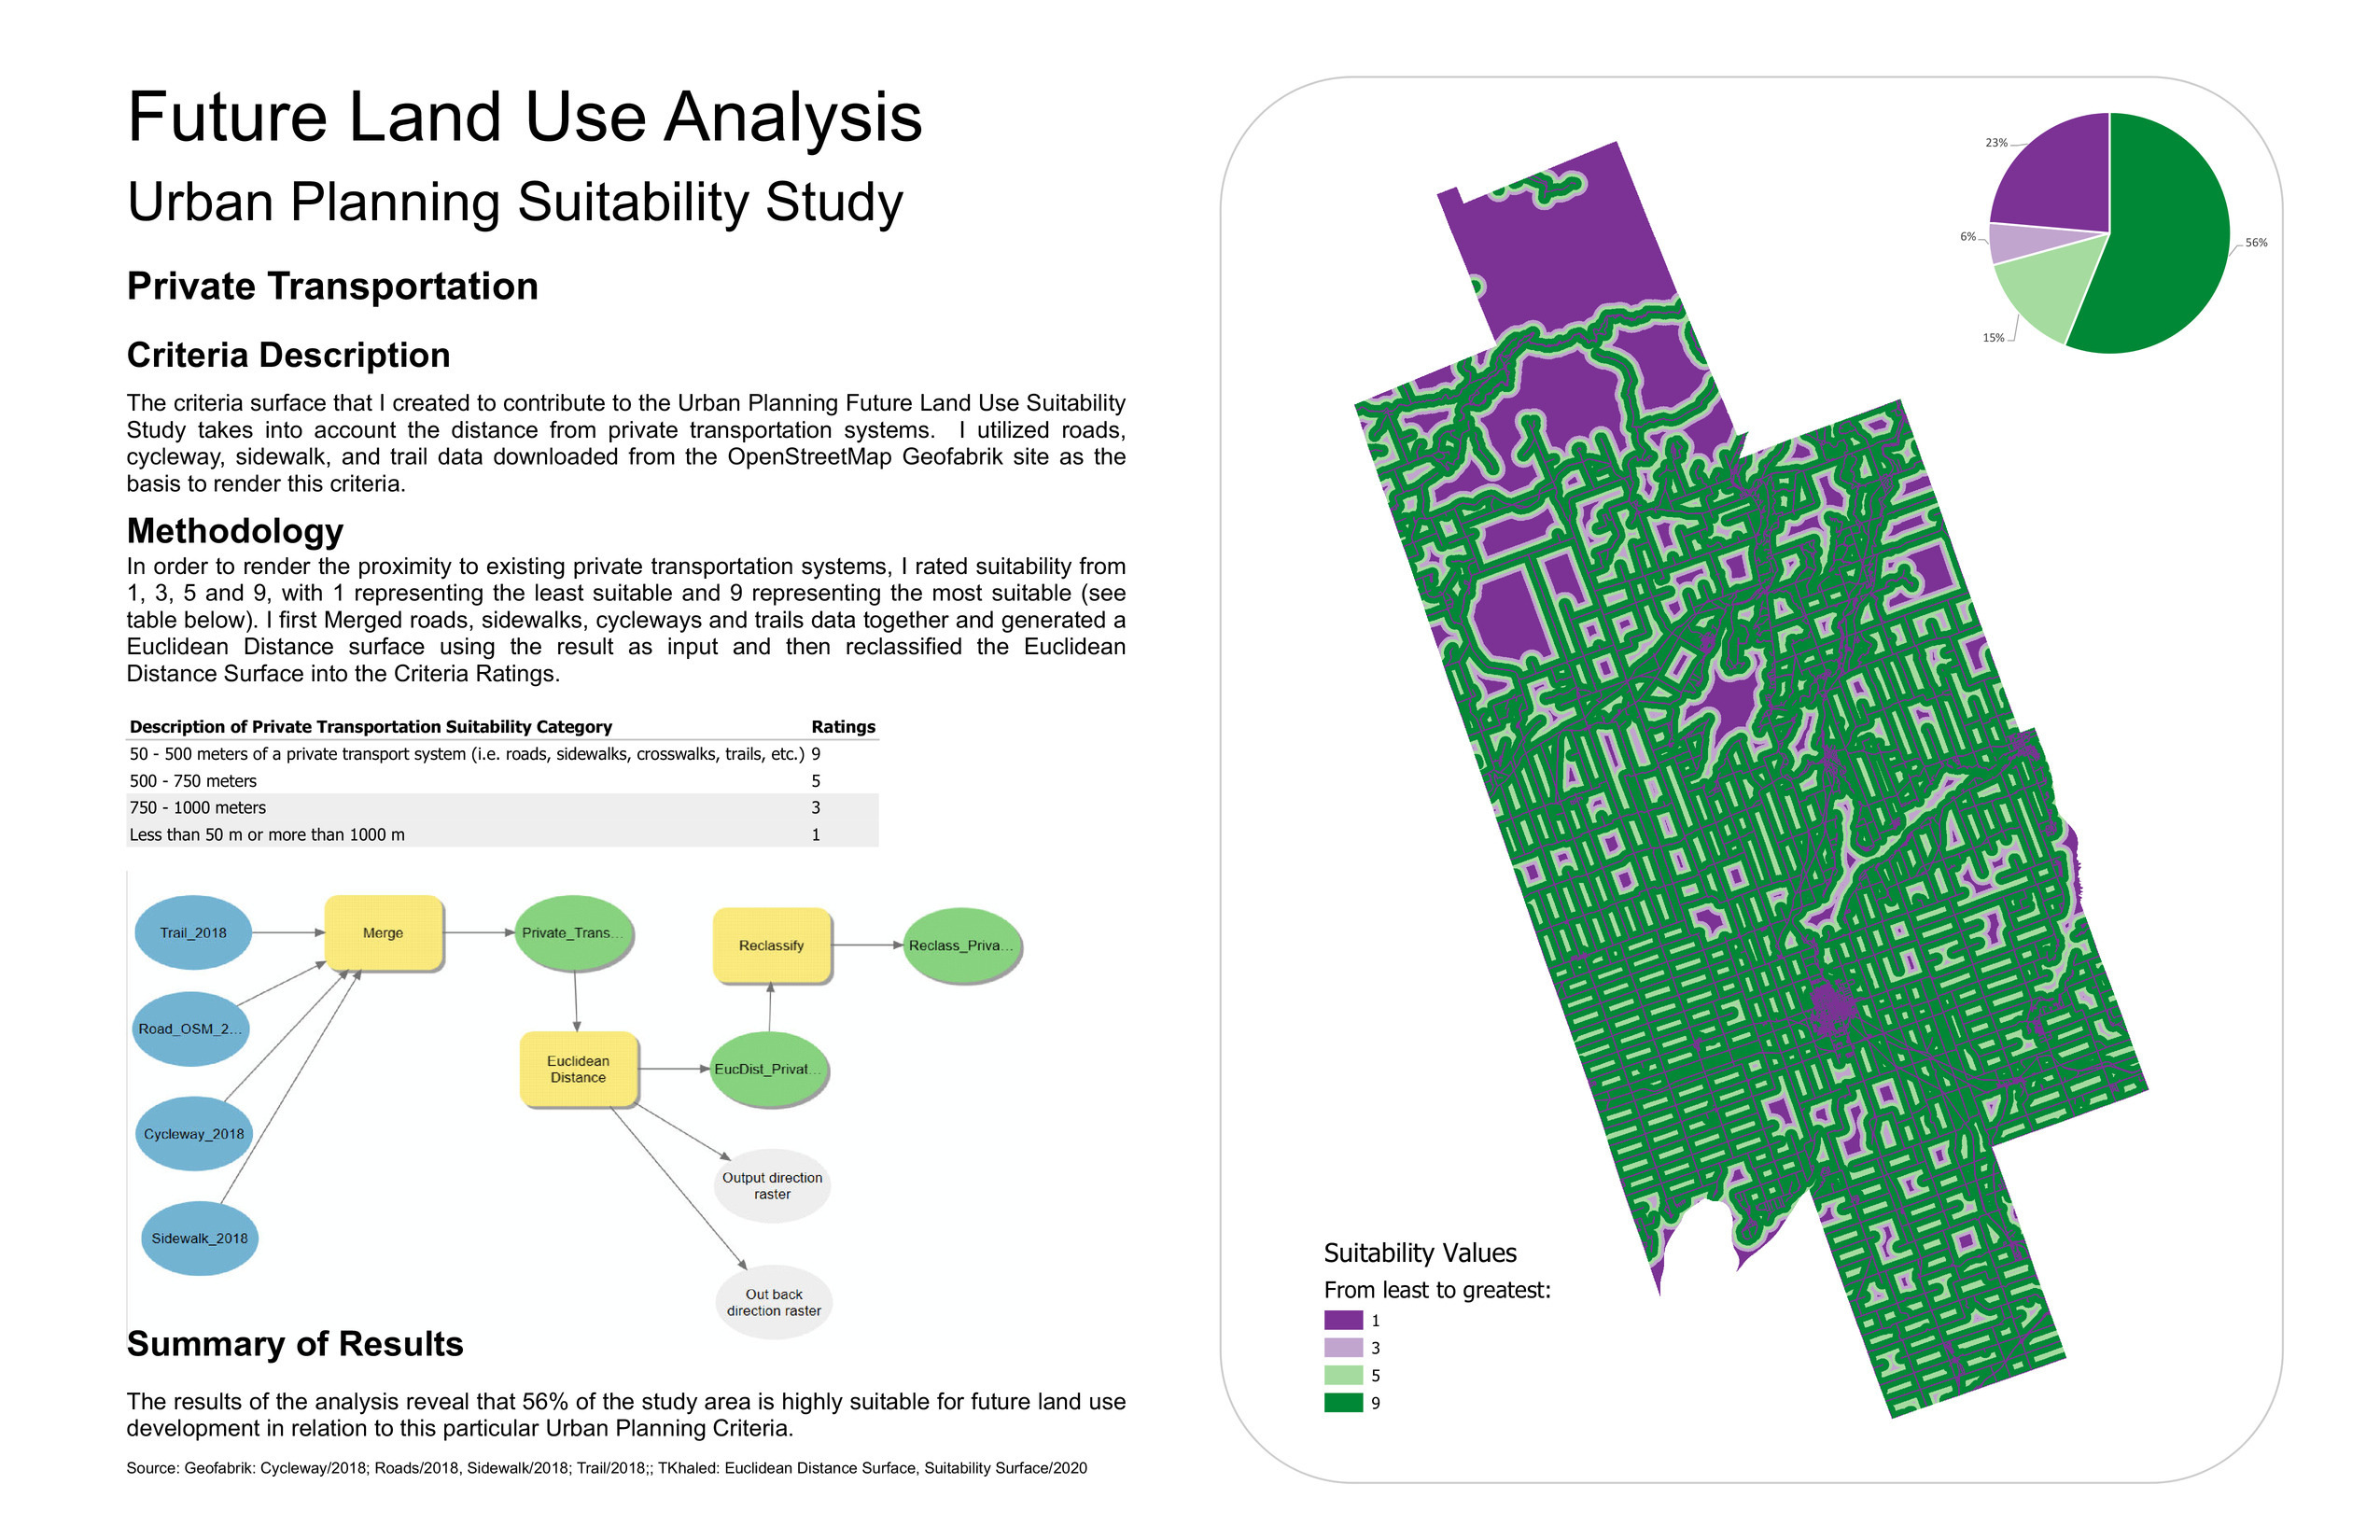 Future Land Use Analysis
Urban Planning Suitability Study
Private Transportation
Criteria Description
The criteria surface that I created to contribute to the Urban Planning Future Land Use Suitability
Study takes into account the distance from private transportation systems.  I utilized roads,
cycleway, sidewalk, and trail data downloaded from the OpenStreetMap Geofabrik site as the
basis to render this criteria.
Methodology
In order to render the proximity to existing private transportation systems, I rated suitability from
1, 3, 5 and 9, with 1 representing the least suitable and 9 representing the most suitable (see
table below). I first Merged roads, sidewalks, cycleways and trails data together and generated a
Euclidean Distance surface using the result as input and then reclassified the Euclidean
Distance Surface into the Criteria Ratings.
Description of Private Transportation Suitability Category Ratings
50 - 500 meters of a private transport system (i.e. roads, sidewalks, crosswalks, trails, etc.) 9
500 - 750 meters 5
750 - 1000 meters 3
Less than 50 m or more than 1000 m 1
Trail_2018
Merge
Private_Trans...
Reclassify
Reclass_Priva...
Road_OSM_2...
Euclidean
Distance
EucDist_Privat...
Cycleway_2018
Output direction
raster
Sidewalk_2018
Out back
direction raster
Summary of Results
The results of the analysis reveal that 56% of the study area is highly suitable for future land use
development in relation to this particular Urban Planning Criteria.
Source: Geofabrik: Cycleway/2018; Roads/2018, Sidewalk/2018; Trail/2018;; TKhaled: Euclidean Distance Surface, Suitability Surface/2020
23%
6%
56%
15%
Suitability Values
From least to greatest:
1
3
5
9